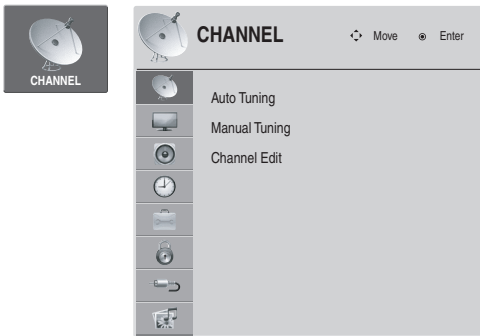 CHANNEL
CHANNEL Move Enter
Auto Tuning
Manual Tuning
Channel Edit